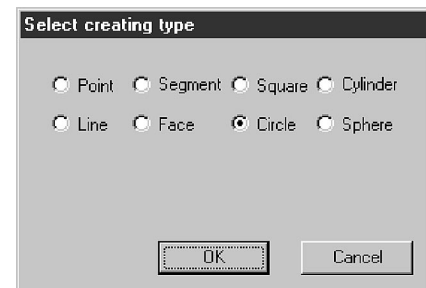 Select creating type
Point Segment Square Cylinder
Line Face Circle Sphere
OK Cancel